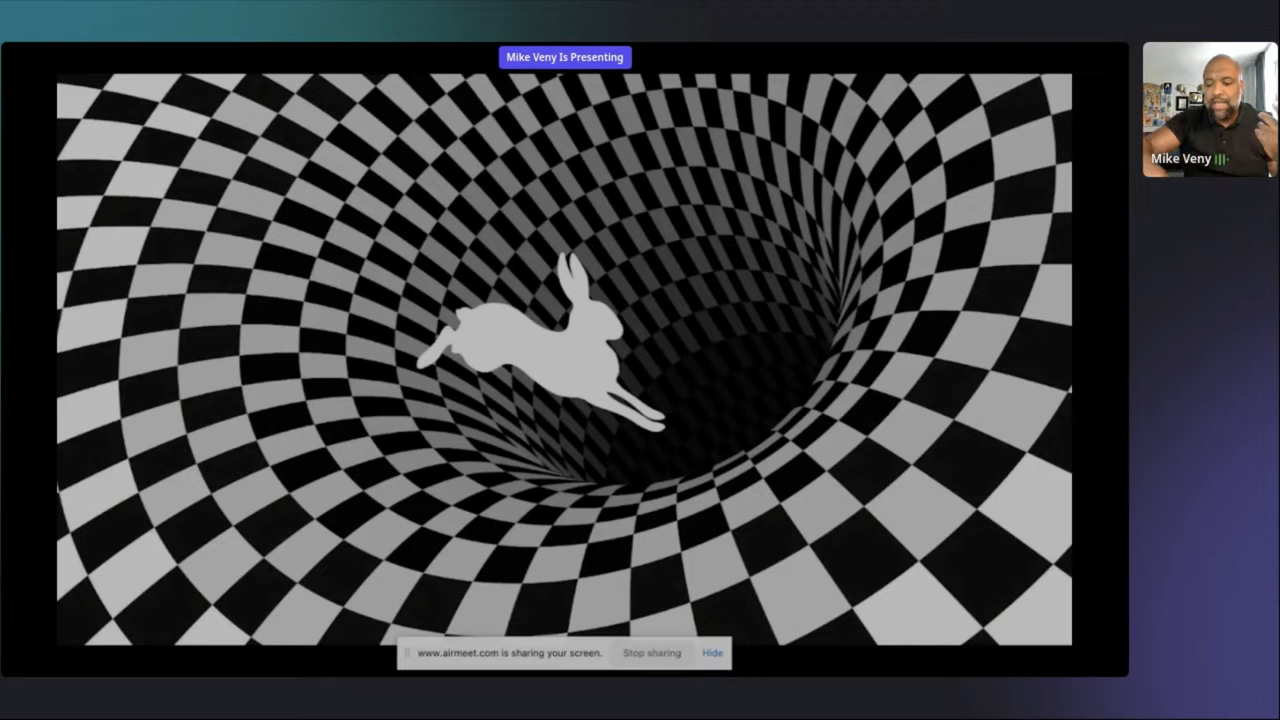 Mike Veny Is Presenting
Mike Veny
www.airmeet.com is sharing your screen. Stop sharing Hide